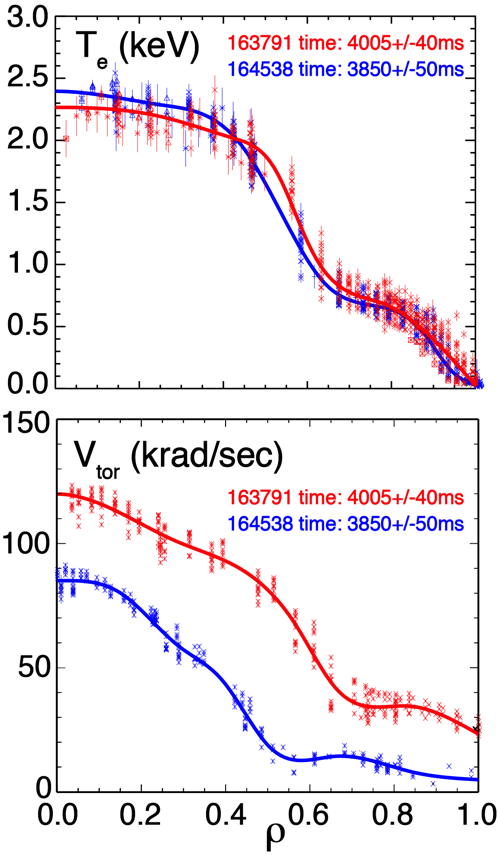 3.0
T_e (keV)
163791 time: 4005+/-40ms
164538 time: 3850+/-50ms
2.5
2.0
1.5
1.0
0.5
0.0
150
V_tor (krad/sec)
163791 time: 4005+/-40ms
164538 time: 3850+/-50ms
100
50
0
0.0 0.2 0.4 0.6 0.8 1.0
ρ